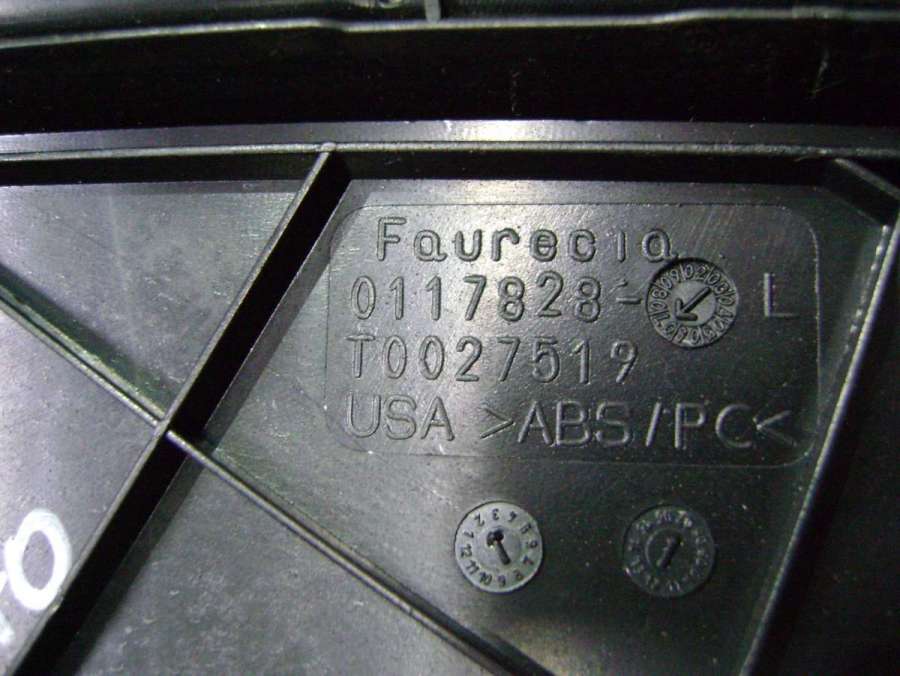 Faurecia
0117828- L
T0027519
USA >ABS/PC<